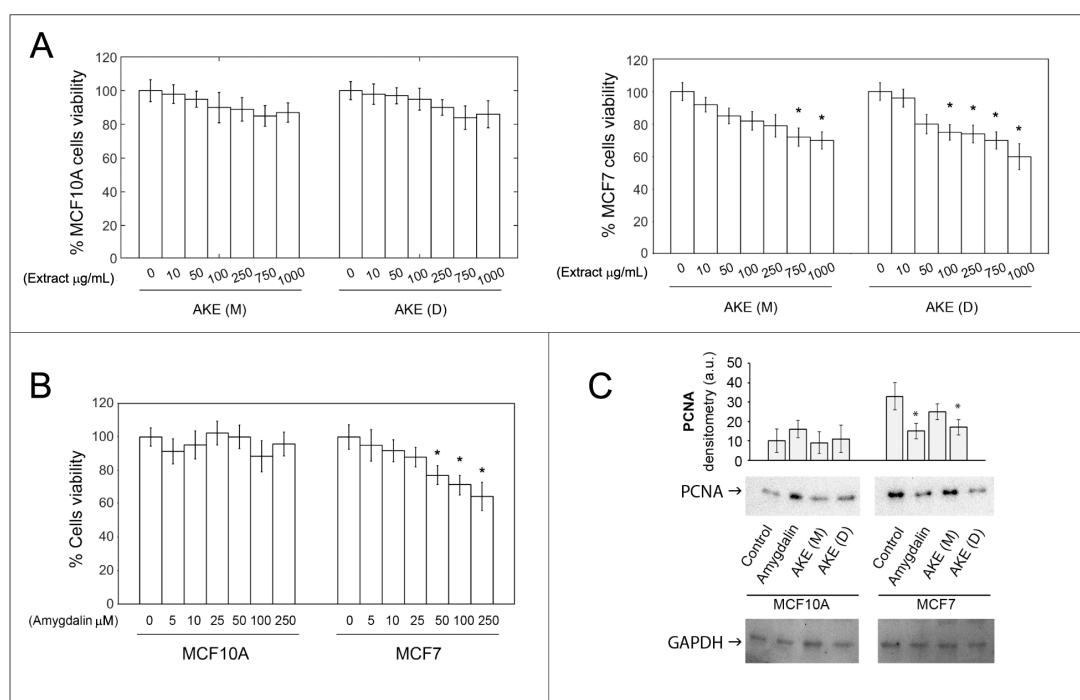 A
% MCF10A cells viability
120
100
80
60
40
20
0
(Extract µg/mL)
0 10 50 100 250 750 1000
0 10 50 100 250 750 1000
AKE (M)
AKE (D)
% MCF7 cells viability
120
100
80
60
40
20
0
* *
* * * *
(Extract µg/mL)
0 10 50 100 250 750 1000
0 10 50 100 250 750 1000
AKE (M)
AKE (D)
B
% Cells viability
120
100
80
60
40
20
0
* * *
(Amygdalin µM)
0 5 10 25 50 100 250
0 5 10 25 50 100 250
MCF10A
MCF7
C
PCNA
densitometry (a.u.)
50
40
30
20
10
0
* *
PCNA →
Control
Amygdalin
AKE (M)
AKE (D)
Control
Amygdalin
AKE (M)
AKE (D)
MCF10A
MCF7
GAPDH →